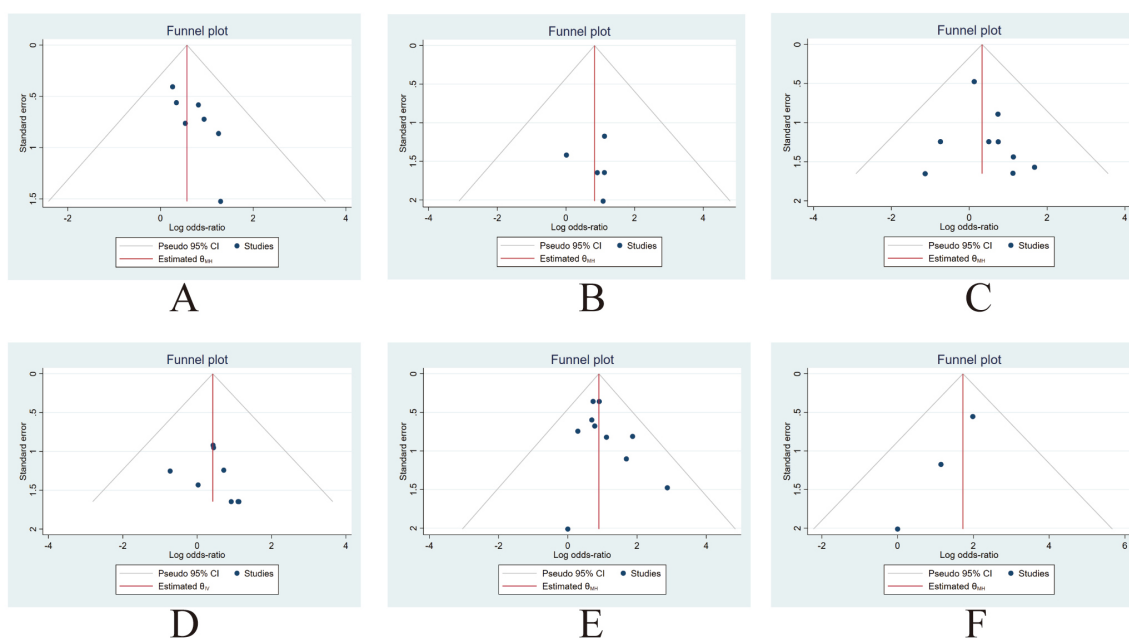 Funnel plot
0
.5
1
1.5
Standard error
-2 0 2 4
Log odds-ratio
Pseudo 95% CI Studies
Estimated θMH
A
Funnel plot
0
.5
1
1.5
2
Standard error
-4 -2 0 2 4
Log odds-ratio
Pseudo 95% CI Studies
Estimated θMH
B
Funnel plot
0
.5
1
1.5
2
Standard error
-4 -2 0 2 4
Log odds-ratio
Pseudo 95% CI Studies
Estimated θMH
C
Funnel plot
0
.5
1
1.5
2
Standard error
-4 -2 0 2 4
Log odds-ratio
Pseudo 95% CI Studies
Estimated θIV
D
Funnel plot
0
.5
1
1.5
2
Standard error
-4 -2 0 2 4
Log odds-ratio
Pseudo 95% CI Studies
Estimated θMH
E
Funnel plot
0
.5
1
1.5
2
Standard error
-2 0 2 4 6
Log odds-ratio
Pseudo 95% CI Studies
Estimated θMH
F